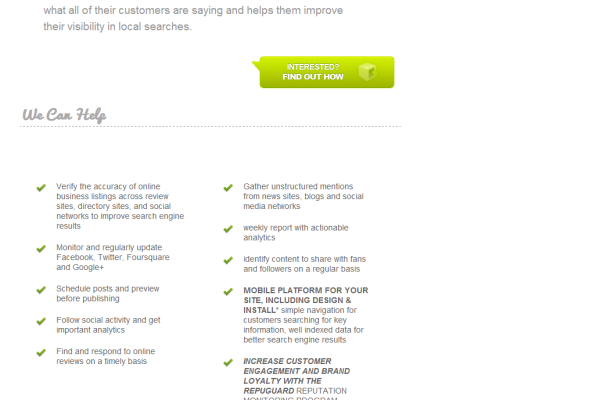 what all of their customers are saying and helps them improve
their visibility in local searches.
INTERESTED?
FIND OUT HOW
We Can Help
Verify the accuracy of online
business listings across review
sites, directory sites, and social
networks to improve search engine
results
Monitor and regularly update
Facebook, Twitter, Foursquare
and Google+
Schedule posts and preview
before publishing
Follow social activity and get
important analytics
Find and respond to online
reviews on a timely basis
Gather unstructured mentions
from news sites, blogs and social
media networks
weekly report with actionable
analytics
identify content to share with fans
and followers on a regular basis
MOBILE PLATFORM FOR YOUR
SITE, INCLUDING DESIGN &
INSTALL* simple navigation for
customers searching for key
information, well indexed data for
better search engine results
INCREASE CUSTOMER
ENGAGEMENT AND BRAND
LOYALTY WITH THE
REPUGUARD REPUTATION
MONITORING PROGRAM